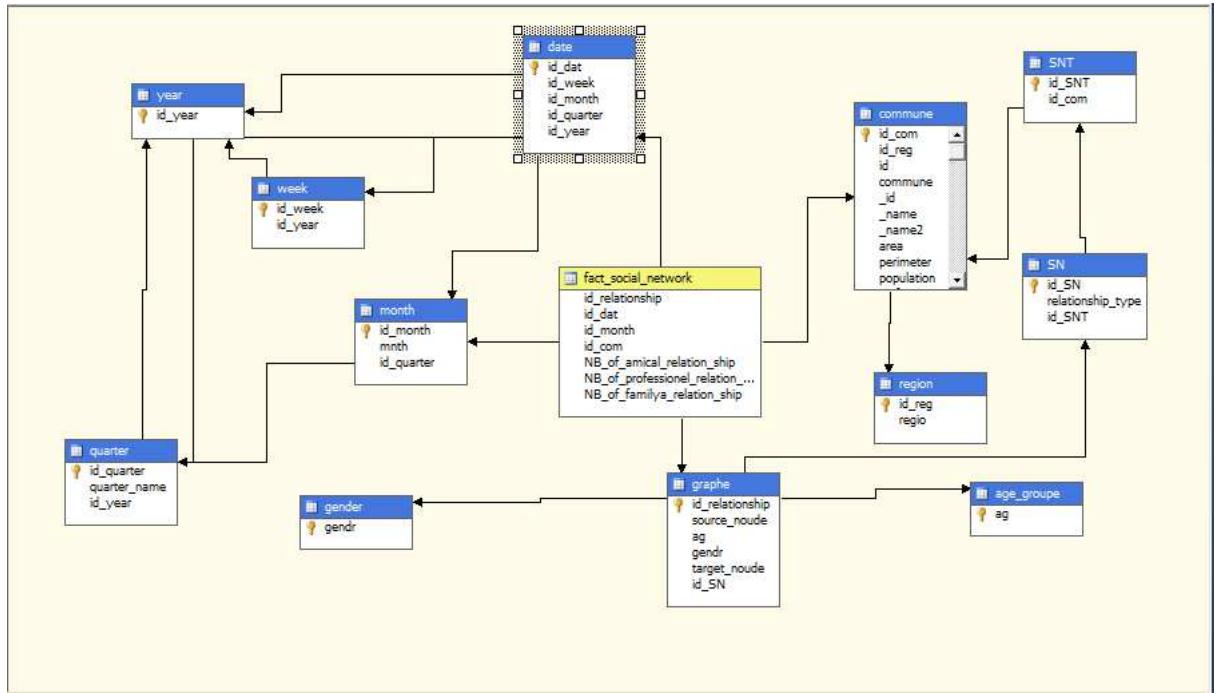 date
id_dat
id_week
id_month
id_quarter
id_year
year
id_year
week
id_week
id_year
SNT
id_SNT
id_com
commune
id_com
id_reg
id
commune
_id
_name
_name2
area
perimeter
population
SN
id_SN
relationship_type
id_SNT
fact_social_network
id_relationship
id_dat
id_month
id_com
NB_of_amical_relation_ship
NB_of_professionel_relation_...
NB_of_familya_relation_ship
month
id_month
mnth
id_quarter
region
id_reg
regio
quarter
id_quarter
quarter_name
id_year
gender
gendr
graphe
id_relationship
source_noude
ag
gendr
target_noude
id_SN
age_groupe
ag